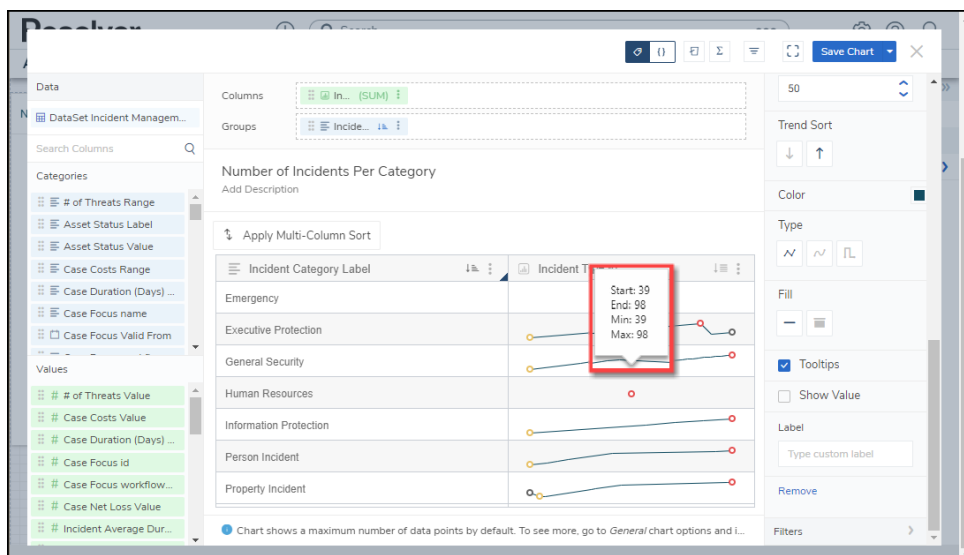 Resolver
Search
Save Chart
Data
DataSet Incident Managem...
Search Columns
Categories
# of Threats Range
Asset Status Label
Asset Status Value
Case Costs Range
Case Duration (Days) ...
Case Focus name
Case Focus Valid From
Values
# # of Threats Value
# Case Costs Value
# Case Duration (Days) ...
# Case Focus id
# Case Focus workflow...
# Case Net Loss Value
# Incident Average Dur...
Columns
In... (SUM)
Groups
Incide...
Number of Incidents Per Category
Add Description
Apply Multi-Column Sort
Incident Category Label
Incident
Start: 39
End: 98
Min: 39
Max: 98
Emergency
Executive Protection
General Security
Human Resources
Information Protection
Person Incident
Property Incident
Chart shows a maximum number of data points by default. To see more, go to General chart options and i...
50
Trend Sort
Color
Type
Fill
Tooltips
Show Value
Label
Type custom label
Remove
Filters